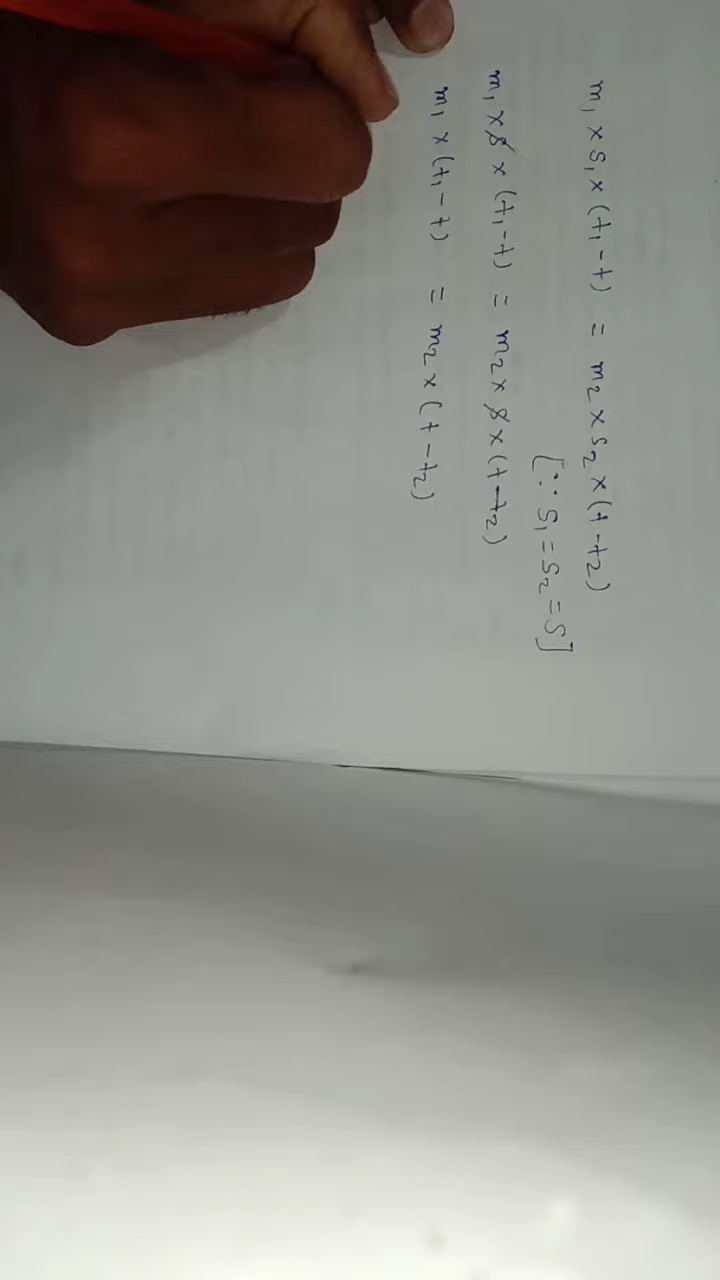 m₁ × s₁ × (t₁ - t) = m₂ × s₂ × (t - t₂)
[∵ s₁ = s₂ = s]
m₁ × s × (t₁ - t) = m₂ × s × (t - t₂)
m₁ × (t₁ - t) = m₂ × (t - t₂)